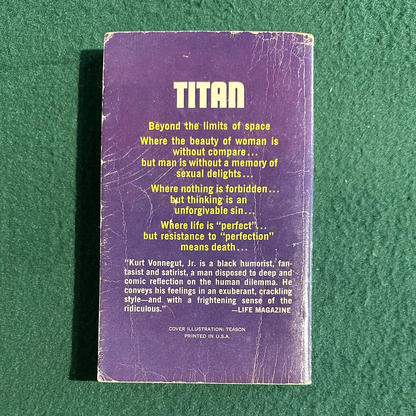 TITAN
Beyond the limits of space
Where the beauty of woman is
without compare...
but man is without a memory of
sexual delights...
Where nothing is forbidden...
but thinking is an
unforgivable sin...
Where life is "perfect"...
but resistance to "perfection"
means death...
"Kurt Vonnegut, Jr. is a black humorist, fan-
tasist and satirist, a man disposed to deep and
comic reflection on the human dilemma. He
conveys his feelings in an exuberant, crackling
style—and with a frightening sense of the
ridiculous." —LIFE MAGAZINE
COVER ILLUSTRATION: TEASON
PRINTED IN U.S.A.